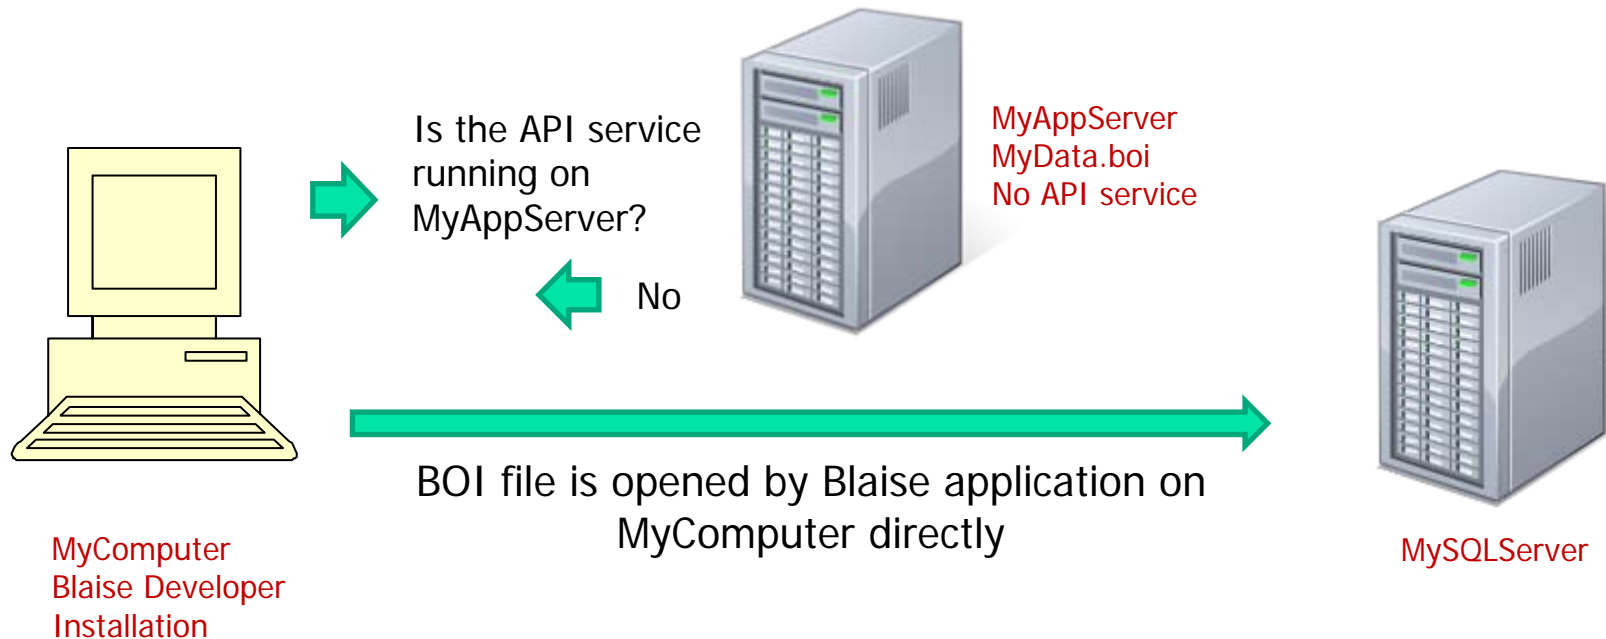 Is the API service
running on
MyAppServer?
No
MyAppServer
MyData.boi
No API service
BOI file is opened by Blaise application on
MyComputer directly
MyComputer
Blaise Developer
Installation
MySQLServer